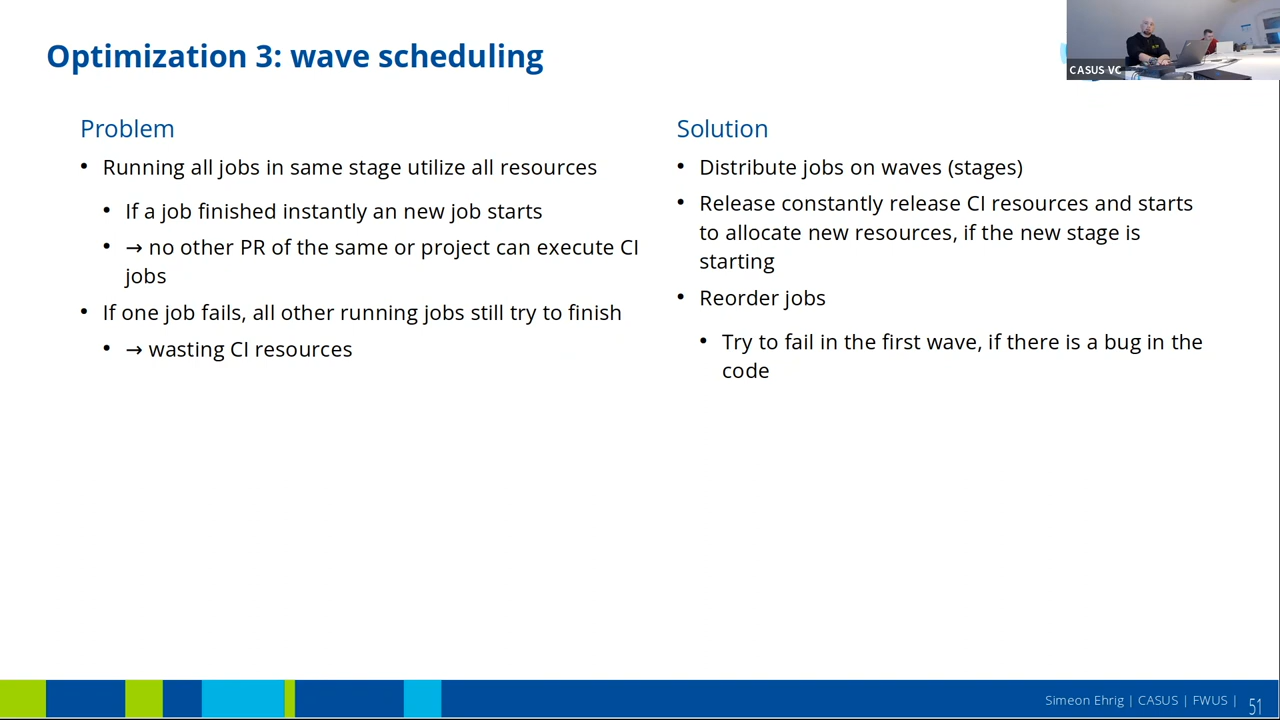 Optimization 3: wave scheduling
CASUS VC
Problem
• Running all jobs in same stage utilize all resources
• If a job finished instantly an new job starts
• → no other PR of the same or project can execute CI
jobs
• If one job fails, all other running jobs still try to finish
• → wasting CI resources
Solution
• Distribute jobs on waves (stages)
• Release constantly release CI resources and starts
to allocate new resources, if the new stage is
starting
• Reorder jobs
• Try to fail in the first wave, if there is a bug in the
code
Simeon Ehrig | CASUS | FWUS | 51